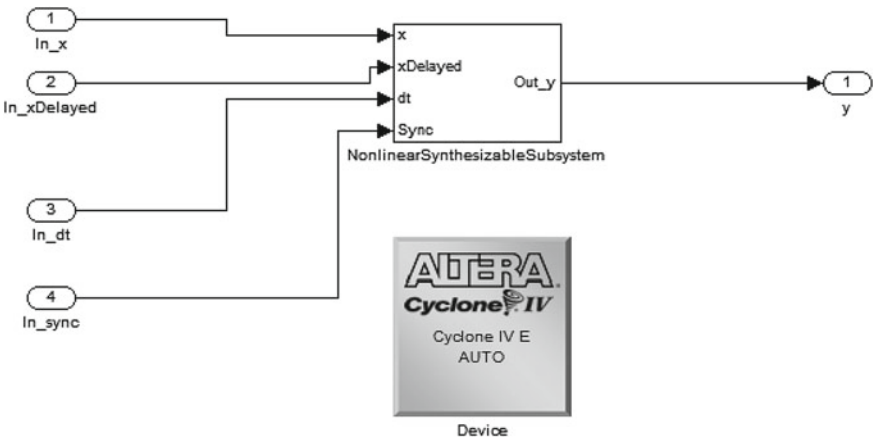 1
In_x
2
In_xDelayed
3
In_dt
4
In_sync
x
xDelayed
dt
Sync
Out_y
NonlinearSynthesizableSubsystem
1
y
ALTERA.
Cyclone IV
Cyclone IV E
AUTO
Device